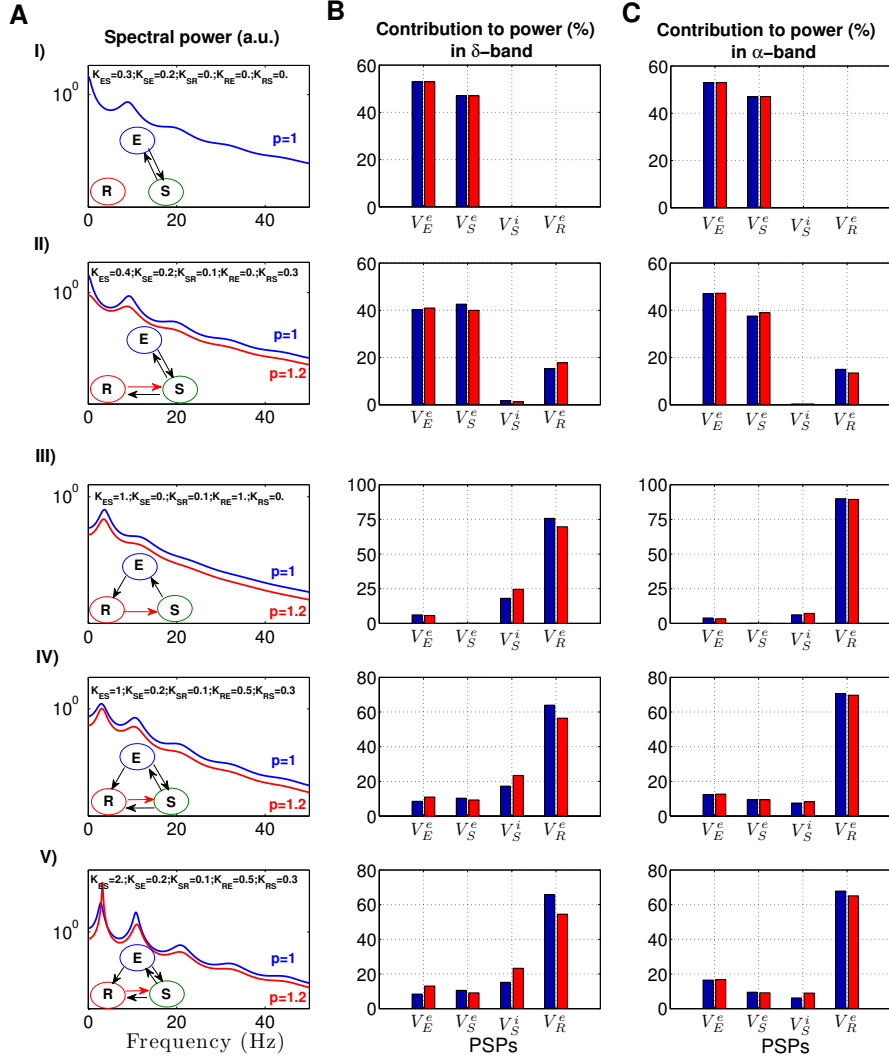 A
B
C
Spectral power (a.u.)
Contribution to power (%)
in δ−band
Contribution to power (%)
in α−band
I)
K_ES=0.3;K_SE=0.2;K_SR=0.;K_RE=0.;K_RS=0.
10^0
p=1
E
R
S
0
20
40
60
40
20
0
V_E^e
V_S^e
V_S^i
V_R^e
60
40
20
0
V_E^e
V_S^e
V_S^i
V_R^e
II)
K_ES=0.4;K_SE=0.2;K_SR=0.1;K_RE=0.;K_RS=0.3
10^0
p=1
p=1.2
E
R
S
0
20
40
60
40
20
0
V_E^e
V_S^e
V_S^i
V_R^e
60
40
20
0
V_E^e
V_S^e
V_S^i
V_R^e
III)
K_ES=1.;K_SE=0.;K_SR=0.1;K_RE=1.;K_RS=0.
10^0
p=1
p=1.2
E
R
S
0
20
40
100
75
50
25
0
V_E^e
V_S^e
V_S^i
V_R^e
100
75
50
25
0
V_E^e
V_S^e
V_S^i
V_R^e
IV)
K_ES=1;K_SE=0.2;K_SR=0.1;K_RE=0.5;K_RS=0.3
10^0
p=1
p=1.2
E
R
S
0
20
40
80
60
40
20
0
V_E^e
V_S^e
V_S^i
V_R^e
80
60
40
20
0
V_E^e
V_S^e
V_S^i
V_R^e
V)
K_ES=2.;K_SE=0.2;K_SR=0.1;K_RE=0.5;K_RS=0.3
10^0
p=1
p=1.2
E
R
S
0
20
40
Frequency (Hz)
80
60
40
20
0
V_E^e
V_S^e
V_S^i
V_R^e
PSPs
80
60
40
20
0
V_E^e
V_S^e
V_S^i
V_R^e
PSPs